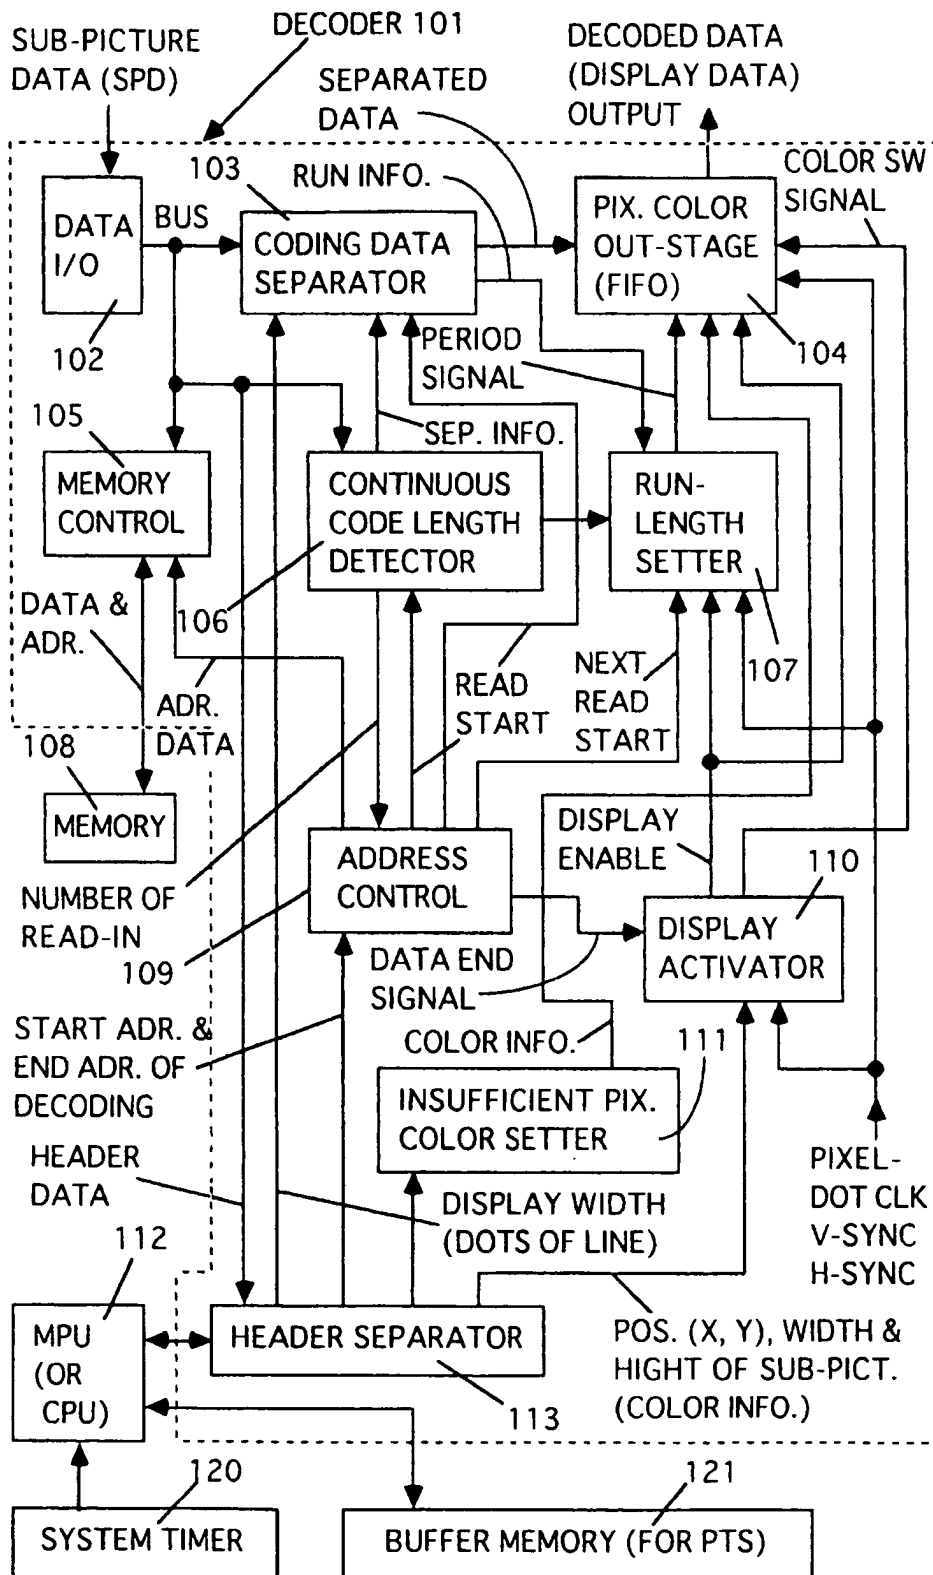 DECODER 101
SUB-PICTURE
DATA (SPD)
SEPARATED
DATA
DECODED DATA
(DISPLAY DATA)
OUTPUT
103
RUN INFO.
COLOR SW
SIGNAL
DATA
I/O
BUS
CODING DATA
SEPARATOR
PIX. COLOR
OUT-STAGE
(FIFO)
102
PERIOD
SIGNAL
104
105
SEP. INFO.
MEMORY
CONTROL
CONTINUOUS
CODE LENGTH
DETECTOR
RUN-
LENGTH
SETTER
DATA &
ADR.
106
107
ADR.
DATA
READ
START
NEXT
READ
START
108
MEMORY
DISPLAY
ENABLE
ADDRESS
CONTROL
110
NUMBER OF
READ-IN
109
DISPLAY
ACTIVATOR
DATA END
SIGNAL
START ADR. &
END ADR. OF
DECODING
COLOR INFO.
111
INSUFFICIENT PIX.
COLOR SETTER
HEADER
DATA
PIXEL-
DOT CLK
V-SYNC
H-SYNC
DISPLAY WIDTH
(DOTS OF LINE)
112
MPU
(OR
CPU)
HEADER SEPARATOR
113
POS. (X, Y), WIDTH &
HIGHT OF SUB-PICT.
(COLOR INFO.)
120
121
SYSTEM TIMER
BUFFER MEMORY (FOR PTS)